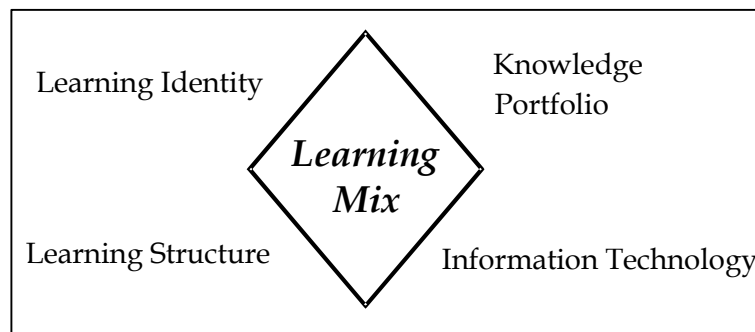 Learning Identity
Knowledge
Portfolio
Learning
Mix
Learning Structure
Information Technology